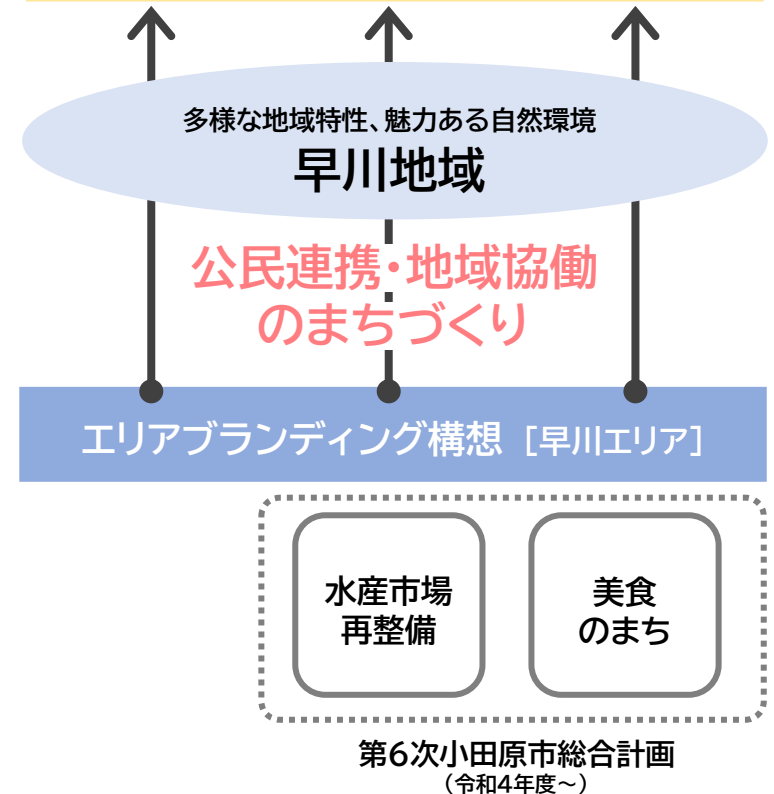 多様な地域特性、魅力ある自然環境
早川地域
公民連携・地域協働
のまちづくり
エリアブランディング構想 [早川エリア]
水産市場
再整備
美食
のまち
第6次小田原市総合計画
（令和4年度～）